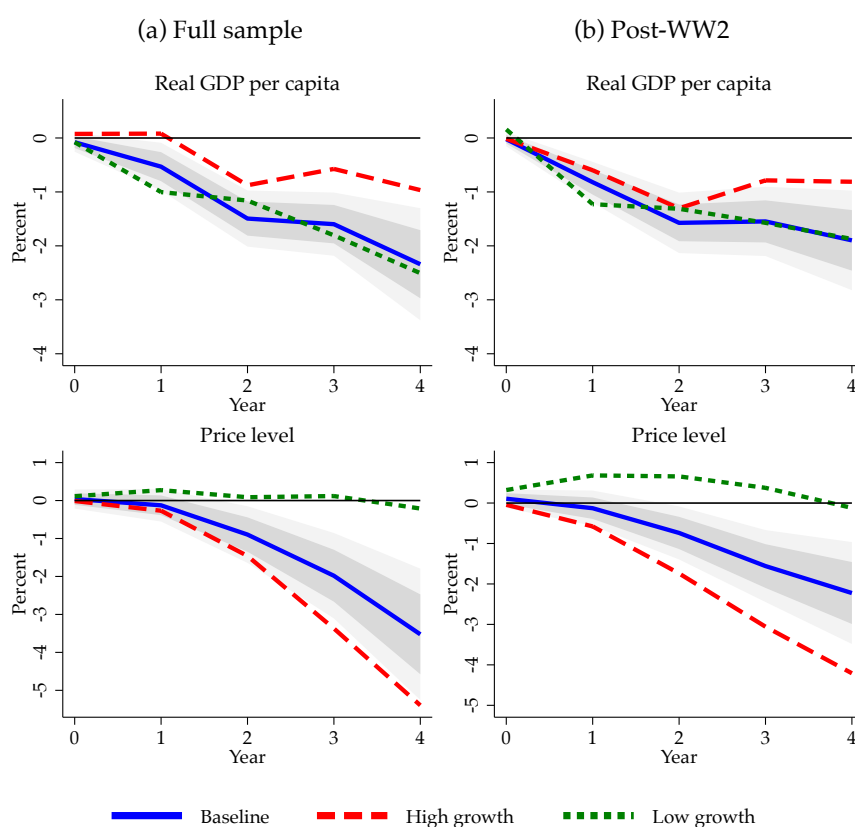 (a) Full sample
(b) Post-WW2
Real GDP per capita
Percent
0
-1
-2
-3
-4
0 1 2 3 4
Year
Real GDP per capita
Percent
0
-1
-2
-3
-4
0 1 2 3 4
Year
Price level
Percent
1
0
-1
-2
-3
-4
-5
0 1 2 3 4
Year
Price level
Percent
1
0
-1
-2
-3
-4
-5
0 1 2 3 4
Year
Baseline High growth Low growth